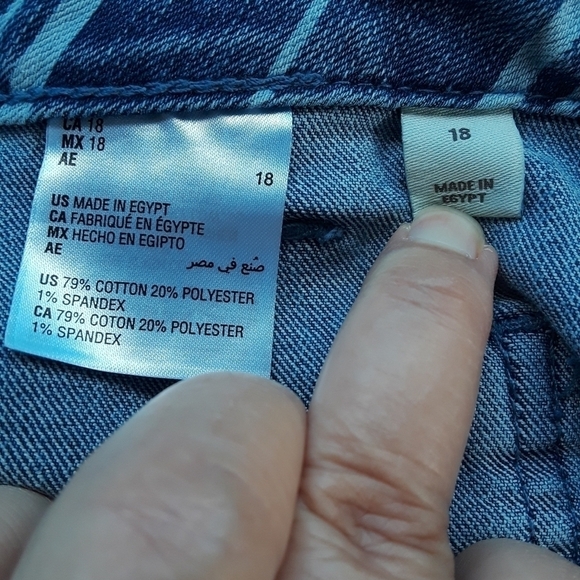 CA 18
MX 18
AE
18
US MADE IN EGYPT
CA FABRIQUÉ EN ÉGYPTE
MX HECHO EN EGIPTO
AE
صُنع في مصر
US 79% COTTON 20% POLYESTER
1% SPANDEX
CA 79% COTON 20% POLYESTER
1% SPANDEX
18
MADE IN
EGYPT